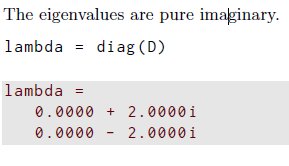 The eigenvalues are pure imaginary.
lambda = diag(D)
lambda =
0.0000 + 2.0000i
0.0000 - 2.0000i